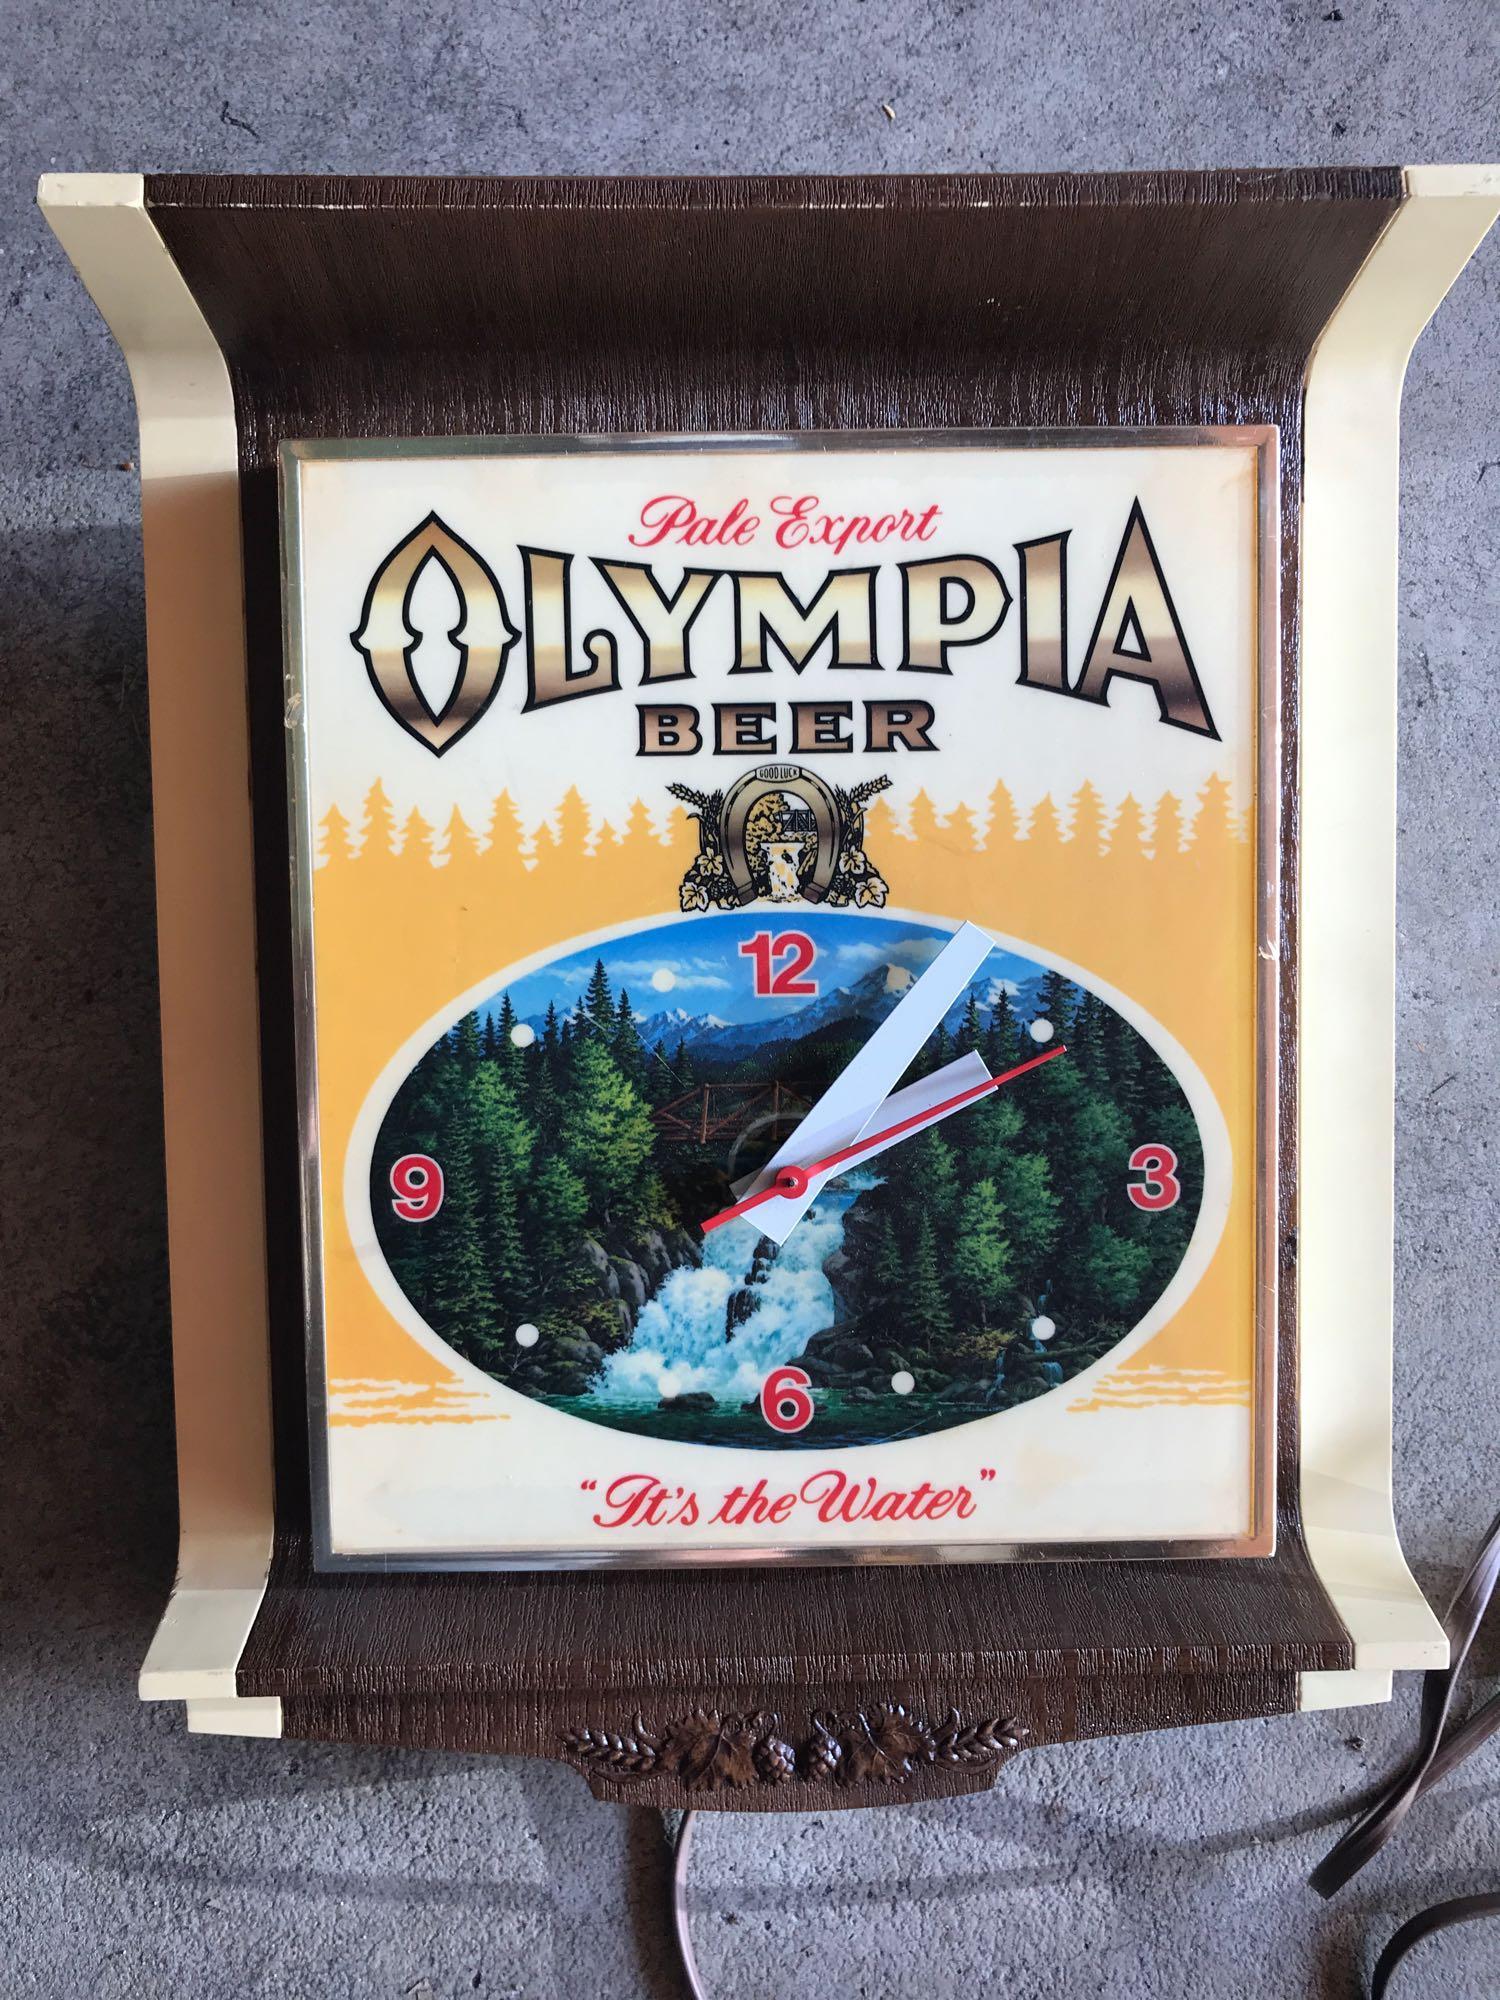 Pale Export
OLYMPIA
BEER
GOOD LUCK
12
9
3
6
"It's the Water"